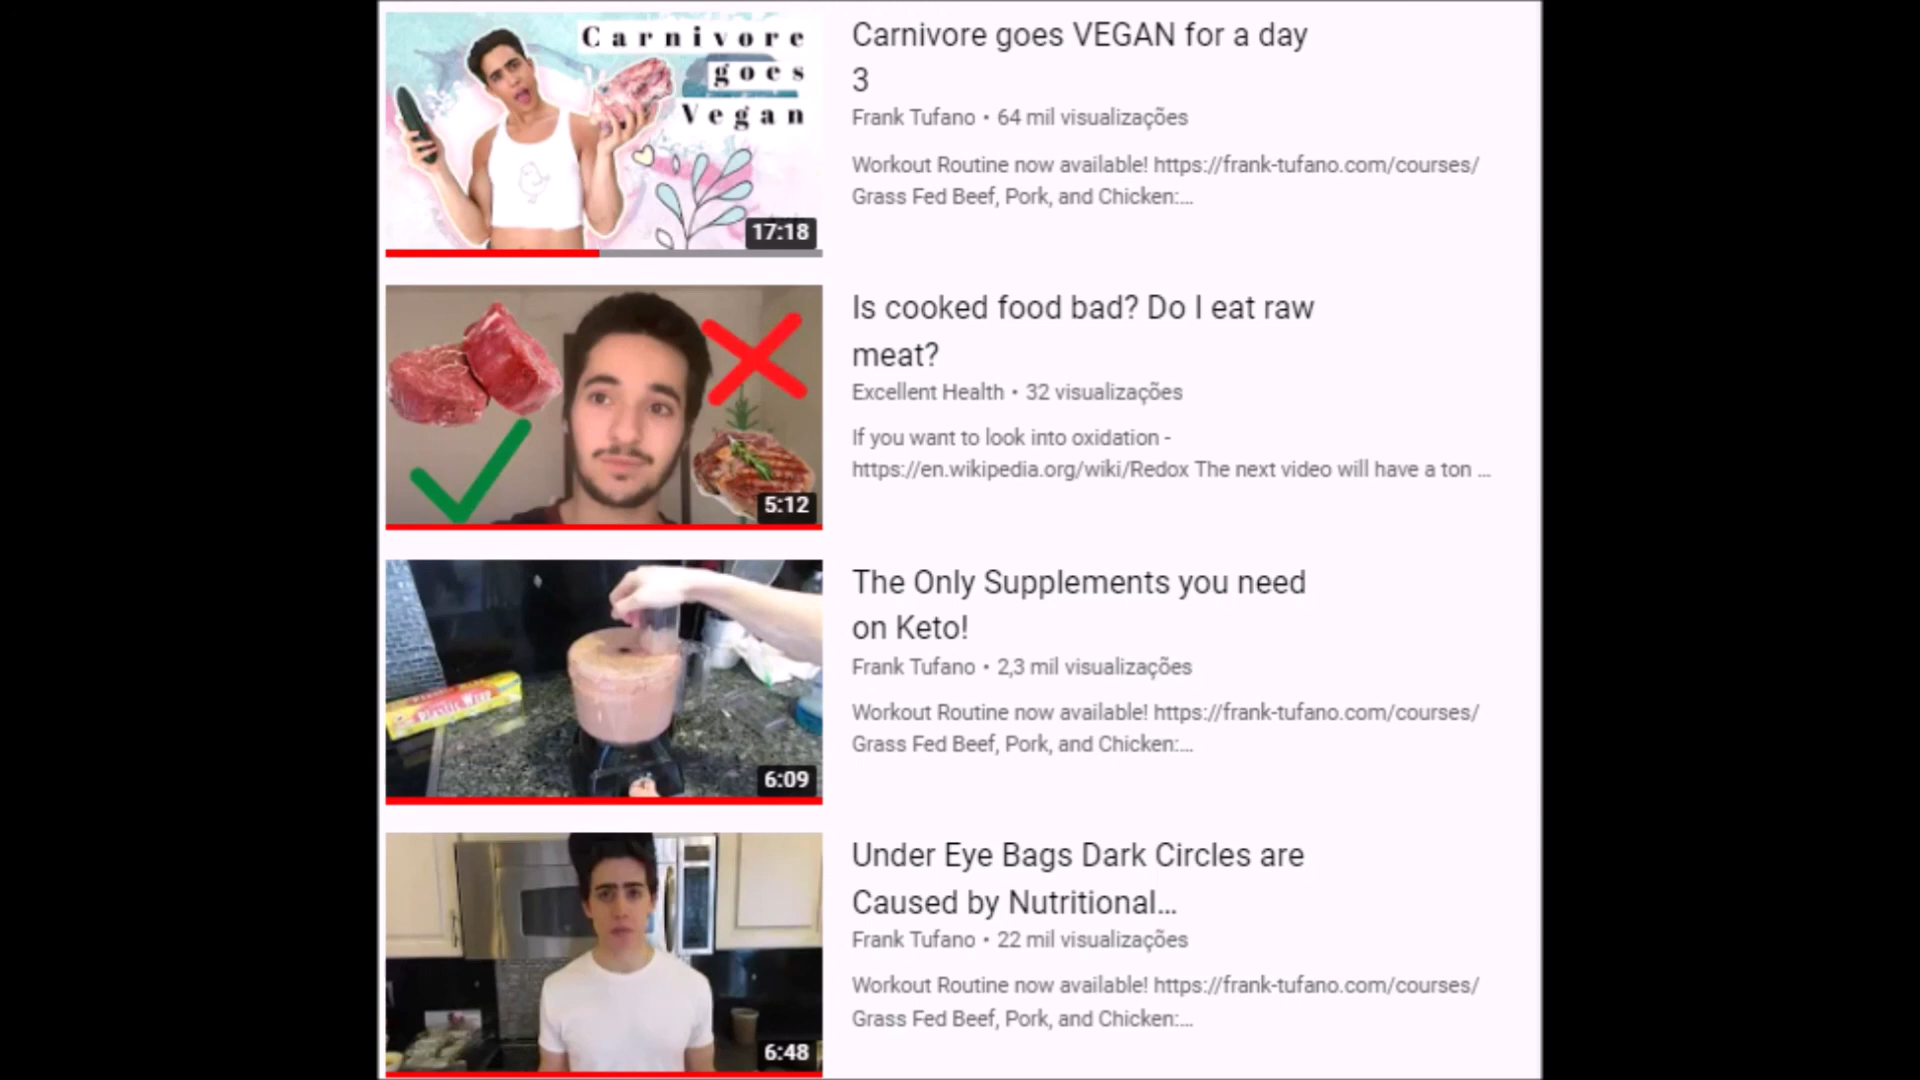 Carnivore
goes
Vegan
17:18
Carnivore goes VEGAN for a day
3
Frank Tufano • 64 mil visualizações
Workout Routine now available! https://frank-tufano.com/courses/
Grass Fed Beef, Pork, and Chicken:...
5:12
Is cooked food bad? Do I eat raw
meat?
Excellent Health • 32 visualizações
If you want to look into oxidation -
https://en.wikipedia.org/wiki/Redox The next video will have a ton ...
6:09
The Only Supplements you need
on Keto!
Frank Tufano • 2,3 mil visualizações
Workout Routine now available! https://frank-tufano.com/courses/
Grass Fed Beef, Pork, and Chicken:...
6:48
Under Eye Bags Dark Circles are
Caused by Nutritional...
Frank Tufano • 22 mil visualizações
Workout Routine now available! https://frank-tufano.com/courses/
Grass Fed Beef, Pork, and Chicken:...